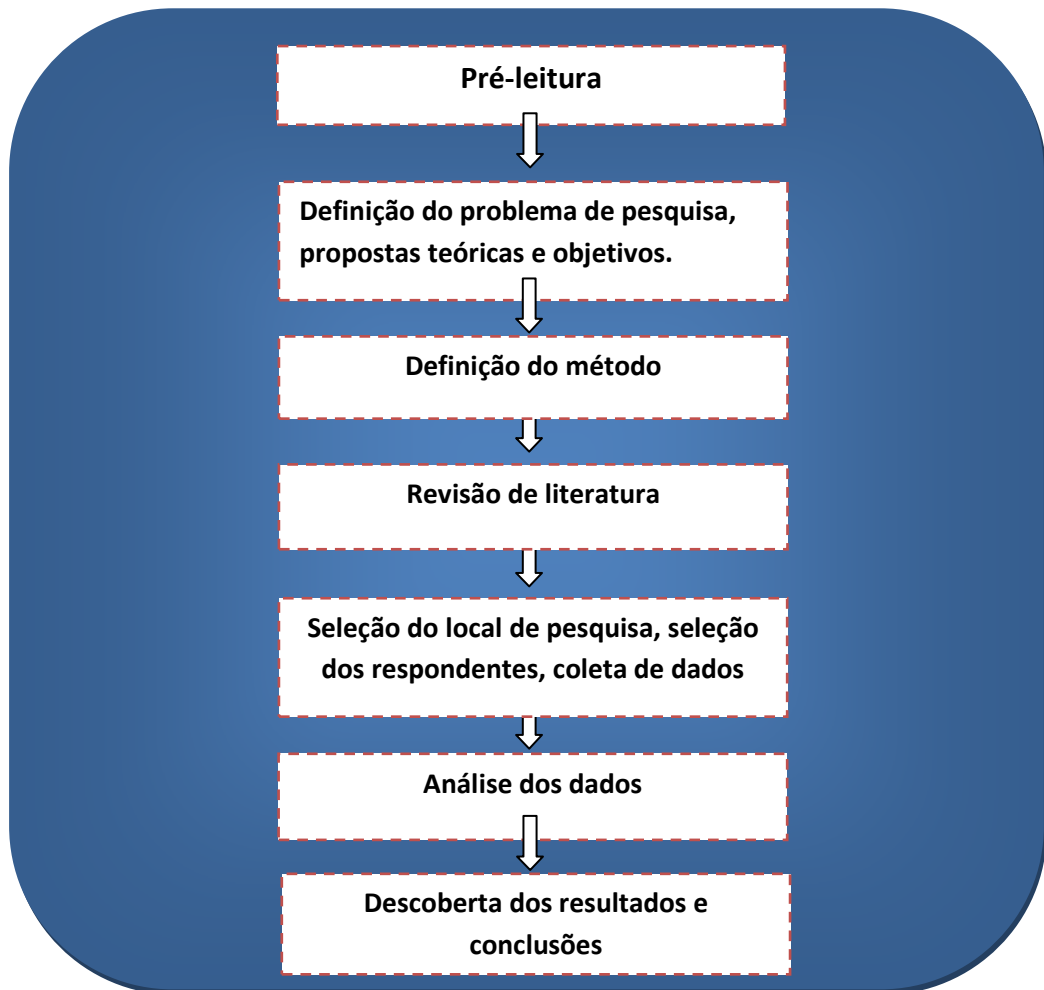 Pré-leitura
Definição do problema de pesquisa,
propostas teóricas e objetivos.
Definição do método
Revisão de literatura
Seleção do local de pesquisa, seleção
dos respondentes, coleta de dados
Análise dos dados
Descoberta dos resultados e
conclusões